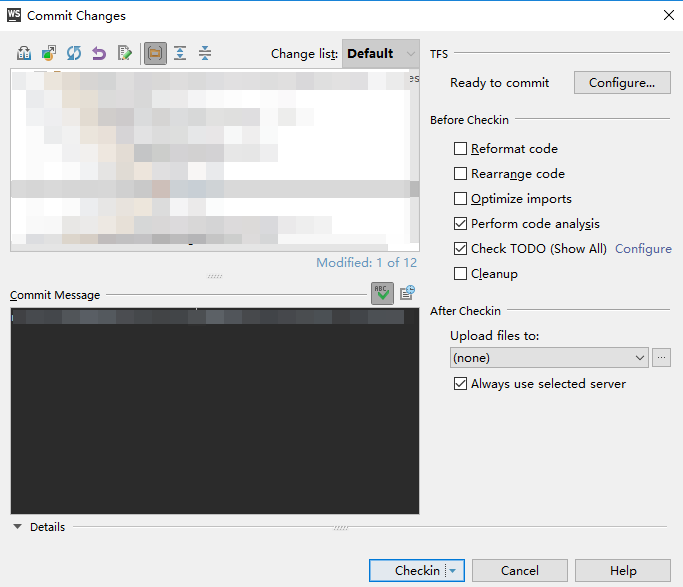 WS Commit Changes
Change list: Default
Modified: 1 of 12
Commit Message
ABC
TFS
Ready to commit Configure...
Before Checkin
Reformat code
Rearrange code
Optimize imports
Perform code analysis
Check TODO (Show All) Configure
Cleanup
After Checkin
Upload files to:
(none) ...
Always use selected server
Details
Checkin Cancel Help